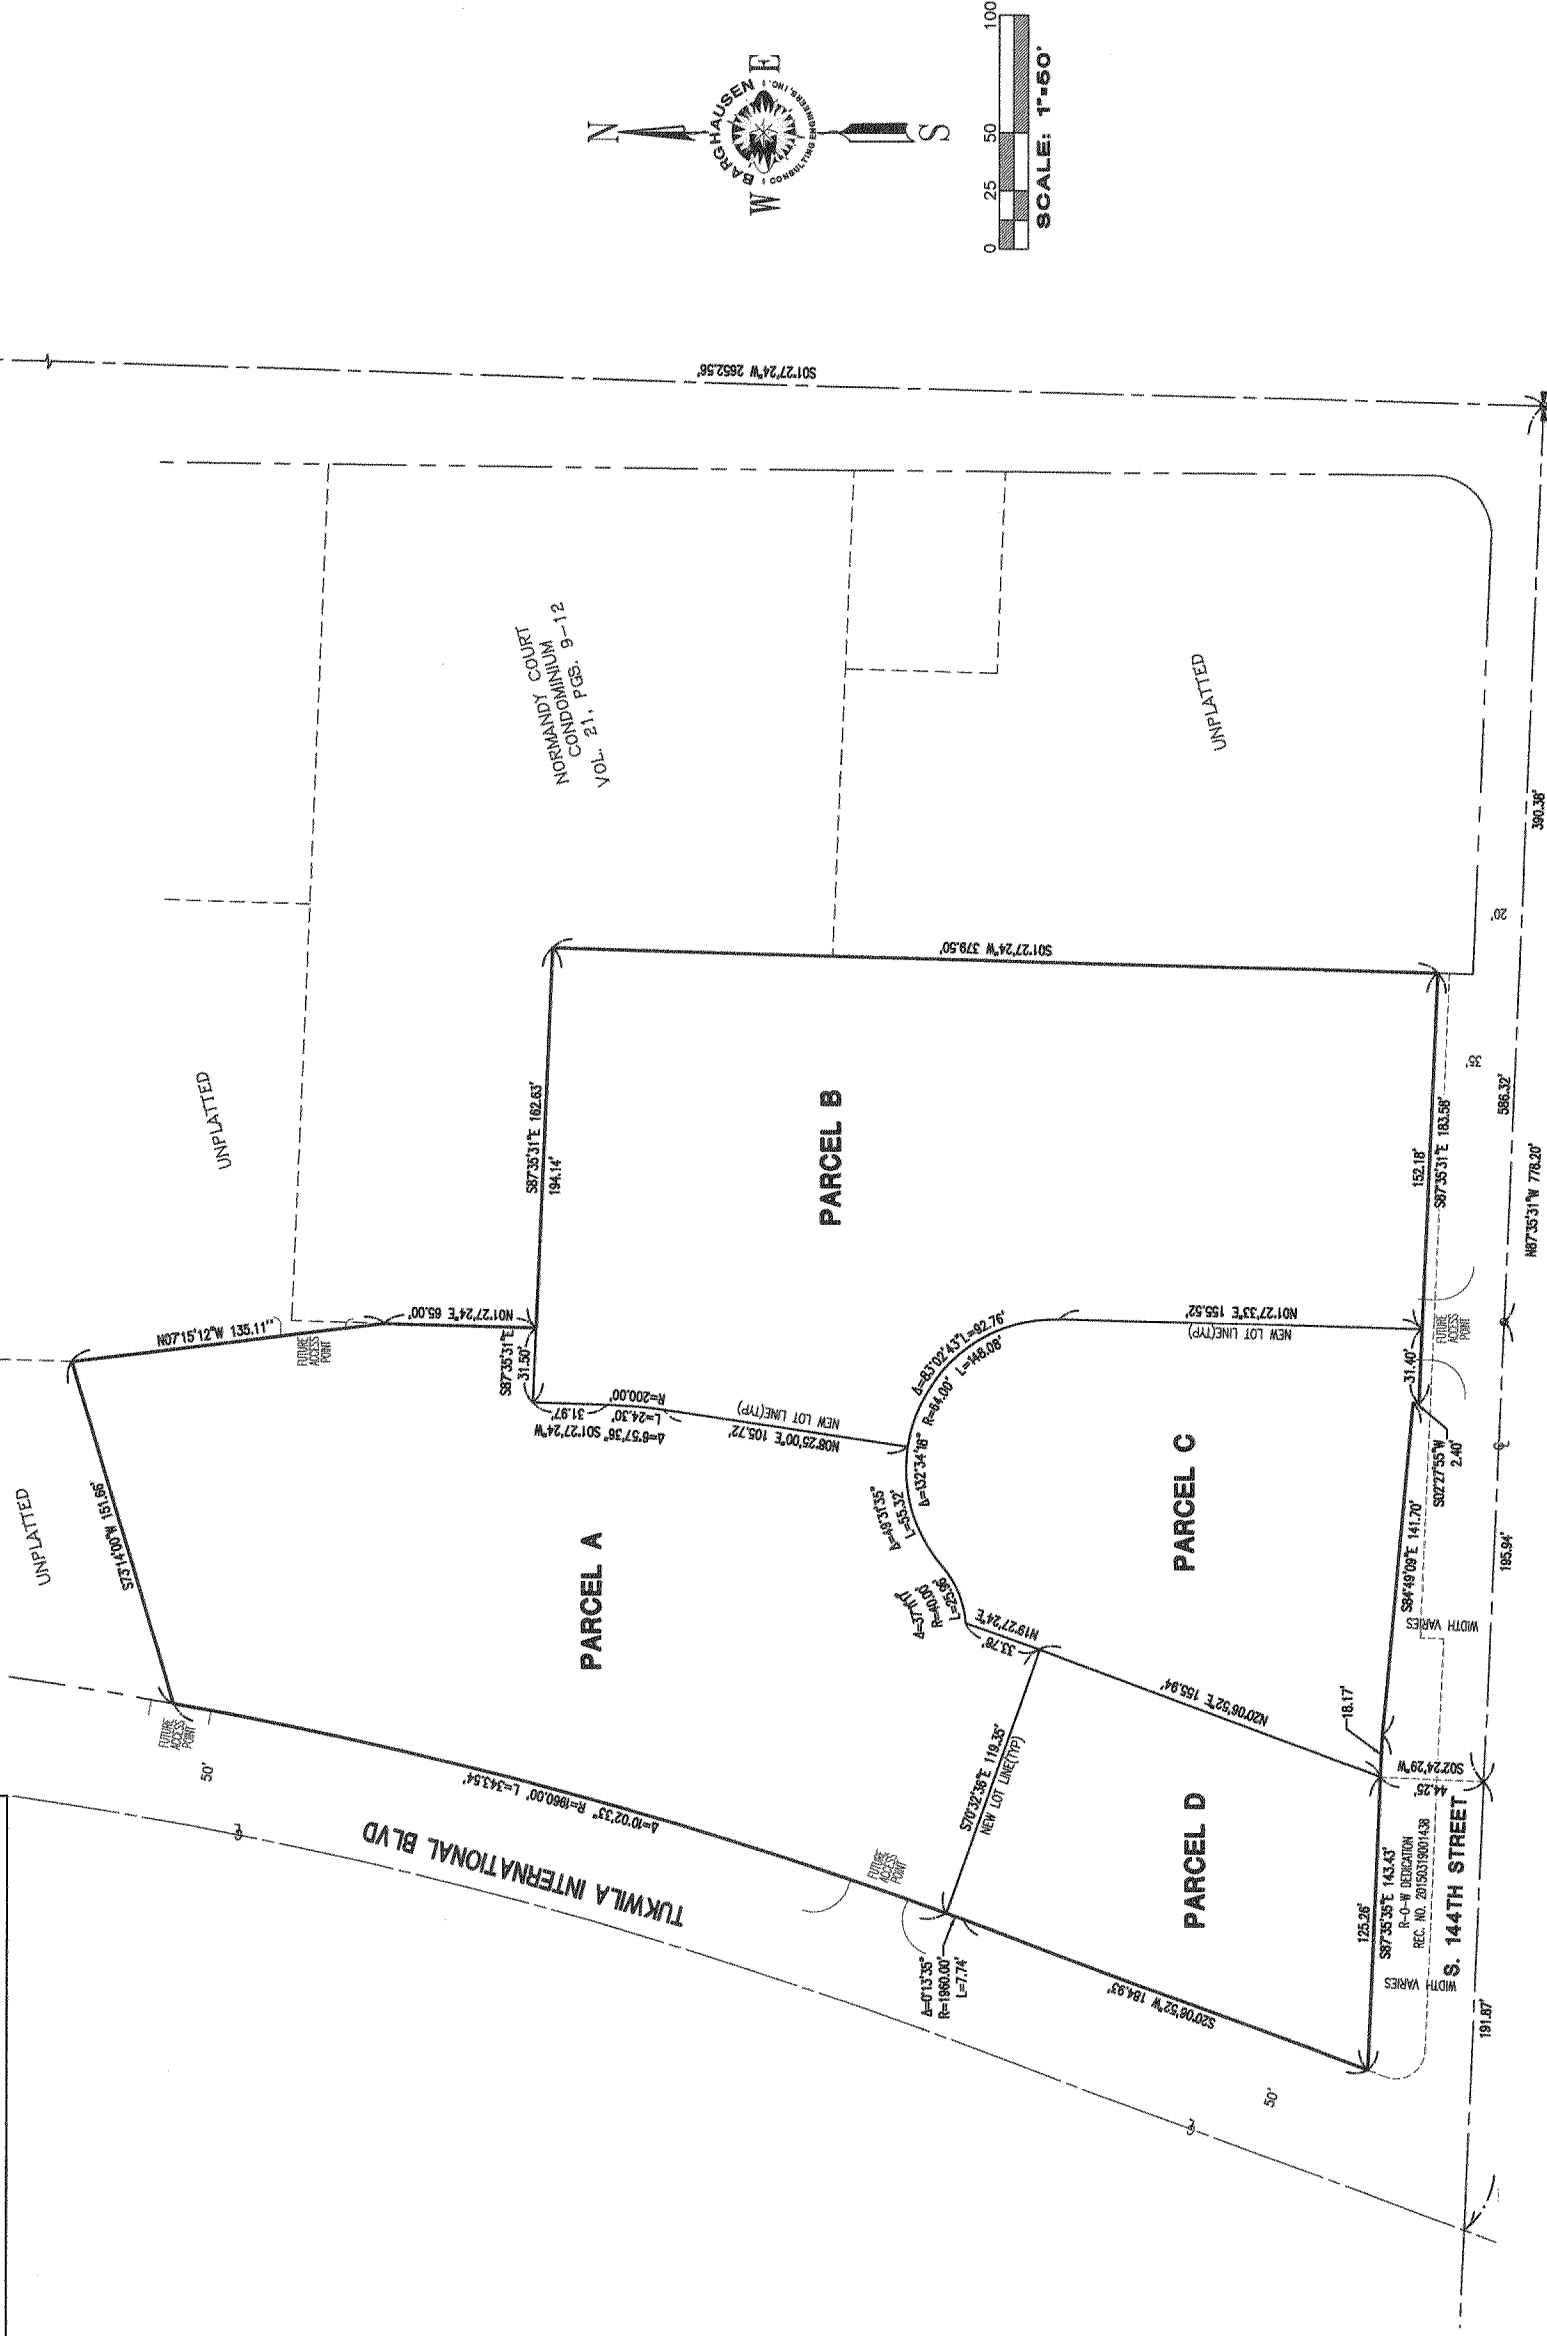 N
W
E
S
BARGHAUSEN
CONSULTING ENGINEERS, INC.
0
25
50
100
SCALE: 1"=50'
S01°27'24"W 2652.56'
NORMANDY COURT
CONDOMINIUM
VOL. 21, PGS. 9-12
UNPLATTED
UNPLATTED
UNPLATTED
S73°14'00"W 151.66'
N07°15'12"W 135.11''
FUTURE
ACCESS
POINT
N01°27'24"E 65.00'
S87°35'31"E
31.50'
S87°35'31"E 162.63'
194.14'
S01°27'24"W 379.50'
PARCEL B
Δ=6°57'36" S01°27'24"W
L=24.30' 31.97'
R=200.00'
N08°25'00"E 105.72'
NEW LOT LINE(TYP)
PARCEL A
FUTURE
ACCESS
POINT
50'
Δ=10°02'33" R=1960.00' L=343.54'
TUKWILA INTERNATIONAL BLVD
FUTURE
ACCESS
POINT
Δ=83°02'43" L=92.76'
Δ=132°34'18" R=64.00' L=148.08'
Δ=49°31'35"
L=55.32'
Δ=37°11'17"
R=40.00'
L=25.96'
N19°27'24"E
33.76'
N01°27'33"E 155.52'
NEW LOT LINE(TYP)
PARCEL C
S70°32'36"E 119.35'
NEW LOT LINE(TYP)
N20°06'52"E 155.94'
Δ=0°13'35"
R=1960.00'
L=7.74'
S20°06'52"W 184.93'
PARCEL D
18.17'
125.26'
S87°35'35"E 143.43'
R-O-W DEDICATION
REC. NO. 20150319001438
WIDTH VARIES
S. 144TH STREET
S02°24'29"W
44.25'
S84°49'09"E 141.70'
WIDTH VARIES
S02°27'55"W
2.40'
31.40'
FUTURE
ACCESS
POINT
152.18'
S87°35'31"E 183.58'
35'
20'
50'
191.87'
195.94'
586.32'
390.38'
N87°35'31"W 778.20'